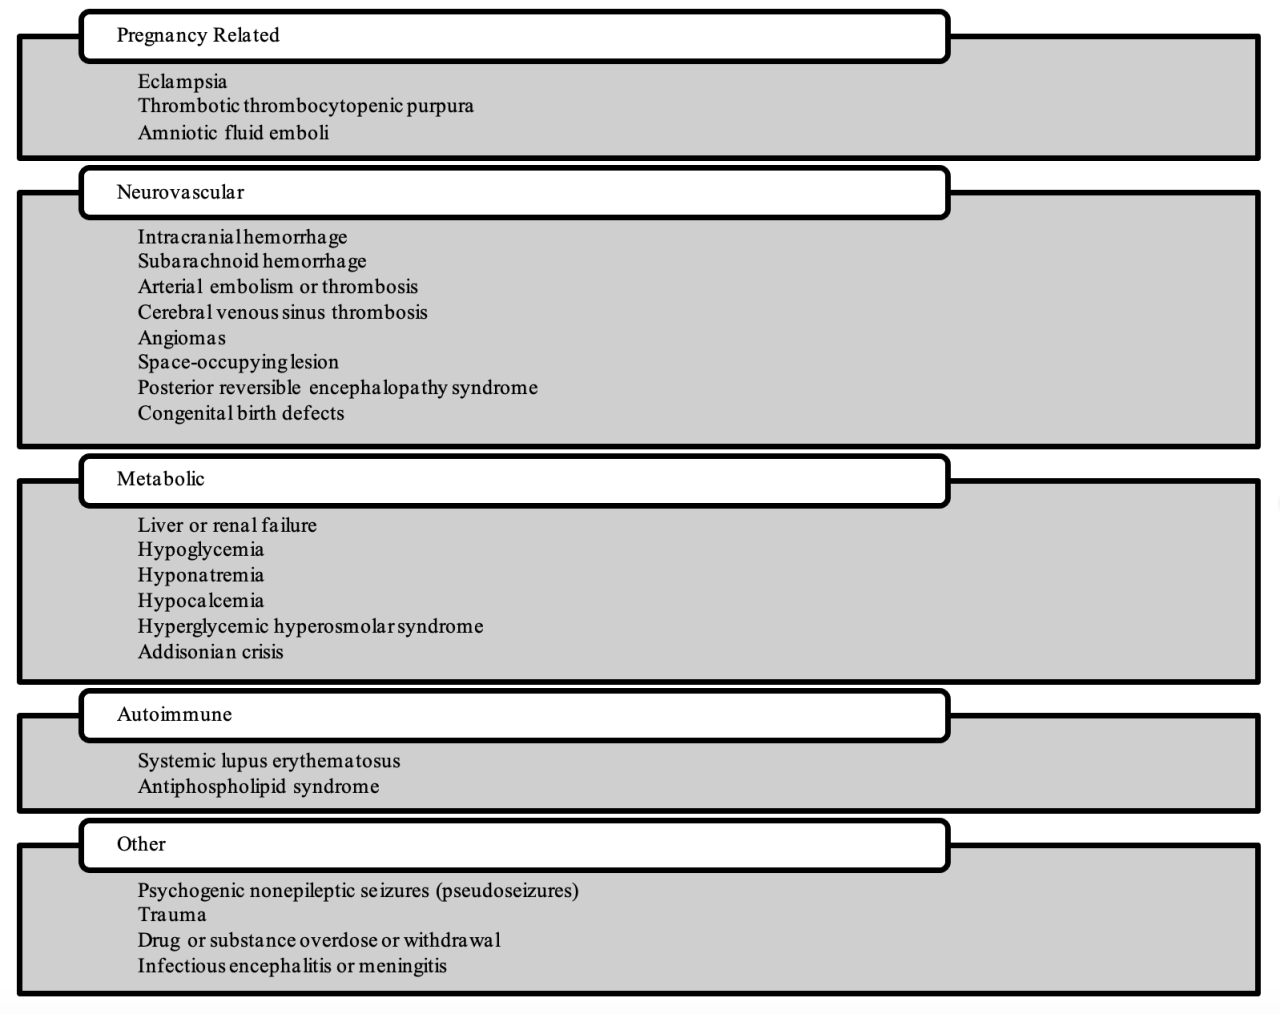 Pregnancy Related
Eclampsia
Thrombotic thrombocytopenic purpura
Amniotic fluid emboli
Neurovascular
Intracranial hemorrhage
Subarachnoid hemorrhage
Arterial embolism or thrombosis
Cerebral venous sinus thrombosis
Angiomas
Space-occupying lesion
Posterior reversible encephalopathy syndrome
Congenital birth defects
Metabolic
Liver or renal failure
Hypoglycemia
Hyponatremia
Hypocalcemia
Hyperglycemic hyperosmolar syndrome
Addisonian crisis
Autoimmune
Systemic lupus erythematosus
Antiphospholipid syndrome
Other
Psychogenic nonepileptic seizures (pseudoseizures)
Trauma
Drug or substance overdose or withdrawal
Infectious encephalitis or meningitis